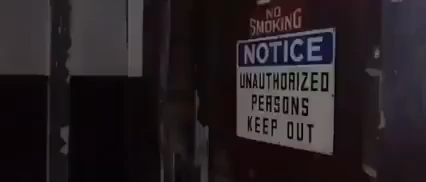 NO
SMOKING
NOTICE
UNAUTHORIZED
PERSONS
KEEP OUT